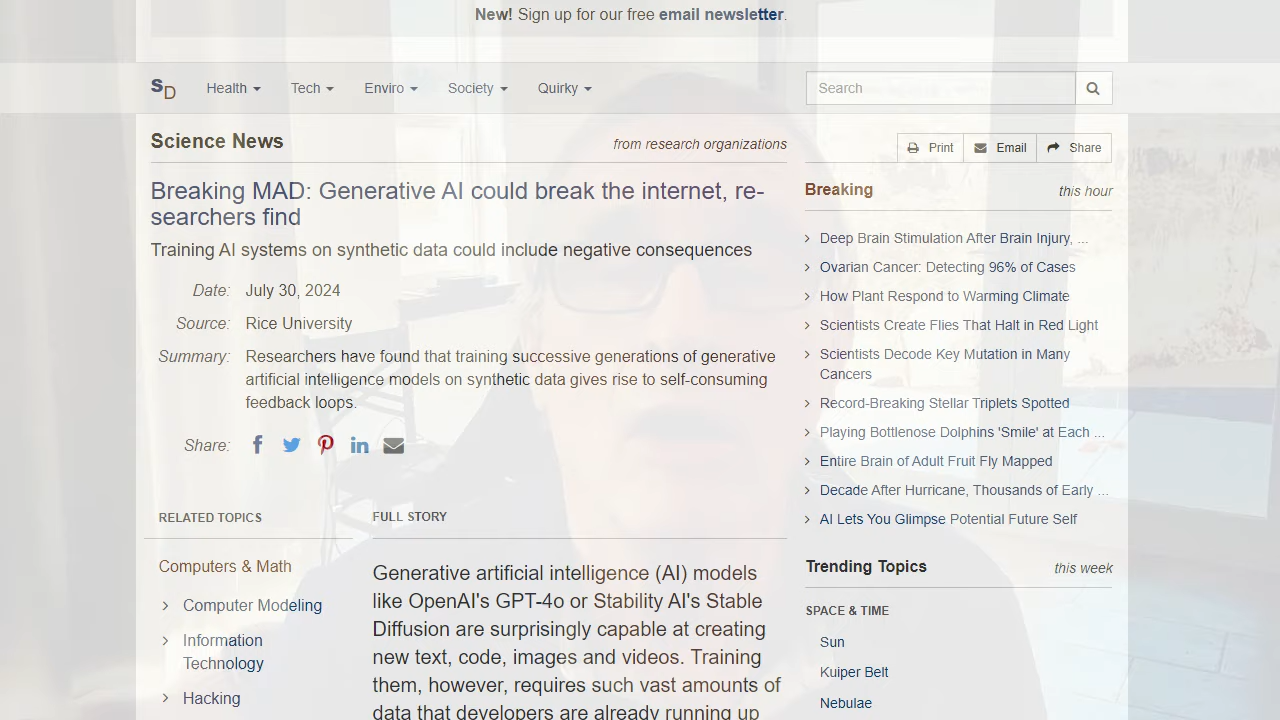 New! Sign up for our free email newsletter.
SD Health Tech Enviro Society Quirky Search
Science News
from research organizations
Print Email Share
Breaking MAD: Generative AI could break the internet, re-
searchers find
Training AI systems on synthetic data could include negative consequences
Date: July 30, 2024
Source: Rice University
Summary: Researchers have found that training successive generations of generative
artificial intelligence models on synthetic data gives rise to self-consuming
feedback loops.
Share:
RELATED TOPICS
Computers & Math
Computer Modeling
Information
Technology
Hacking
FULL STORY
Generative artificial intelligence (AI) models
like OpenAI's GPT-4o or Stability AI's Stable
Diffusion are surprisingly capable at creating
new text, code, images and videos. Training
them, however, requires such vast amounts of
data that developers are already running up
Breaking this hour
Deep Brain Stimulation After Brain Injury, ...
Ovarian Cancer: Detecting 96% of Cases
How Plant Respond to Warming Climate
Scientists Create Flies That Halt in Red Light
Scientists Decode Key Mutation in Many
Cancers
Record-Breaking Stellar Triplets Spotted
Playing Bottlenose Dolphins 'Smile' at Each ...
Entire Brain of Adult Fruit Fly Mapped
Decade After Hurricane, Thousands of Early ...
AI Lets You Glimpse Potential Future Self
Trending Topics this week
SPACE & TIME
Sun
Kuiper Belt
Nebulae